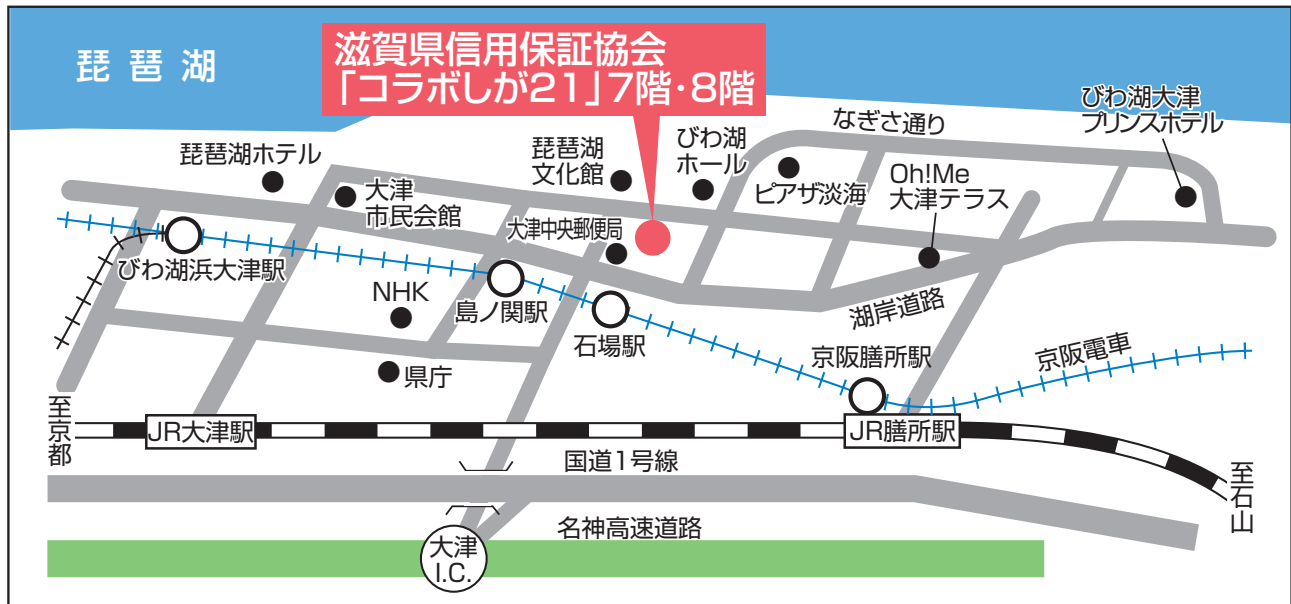 琵琶湖
滋賀県信用保証協会
「コラボしが21」7階・8階
びわ湖大津
プリンスホテル
なぎさ通り
琵琶湖ホテル
琵琶湖
文化館
びわ湖
ホール
ピアザ淡海
Oh!Me
大津テラス
大津
市民会館
大津中央郵便局
びわ湖浜大津駅
NHK
島ノ関駅
石場駅
湖岸道路
県庁
京阪膳所駅
京阪電車
至京都
JR大津駅
JR膳所駅
国道1号線
至石山
名神高速道路
大津
I.C.